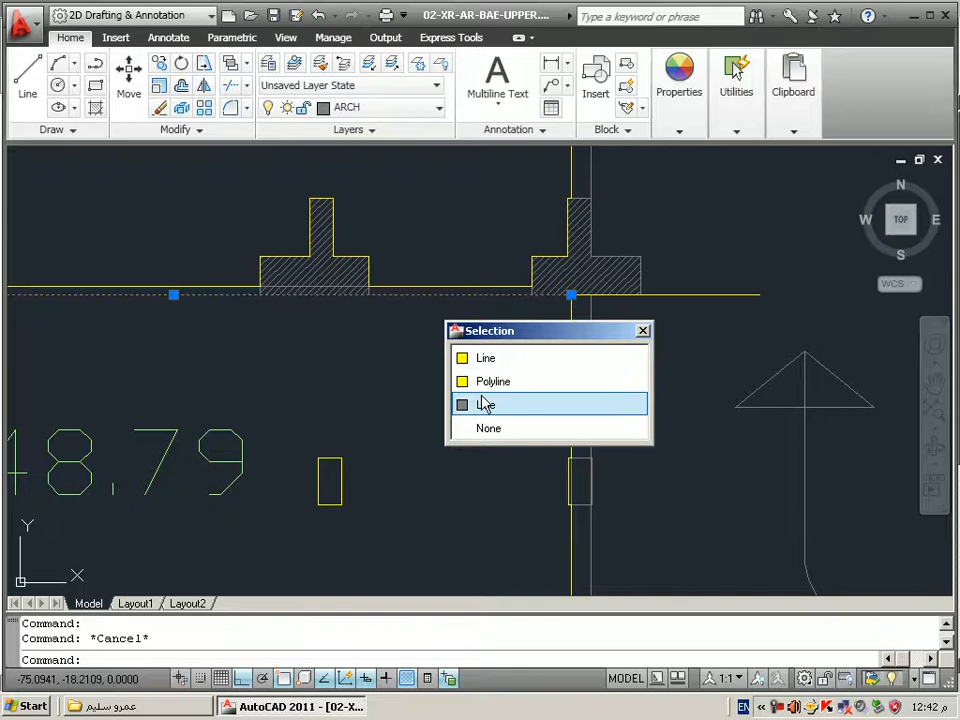 2D Drafting & Annotation
02-XR-AR-BAE-UPPER....
Type a keyword or phrase
Home Insert Annotate Parametric View Manage Output Express Tools
Line
Move
Unsaved Layer State
ARCH
Multiline Text
Insert
Properties
Utilities
Clipboard
Draw Modify Layers Annotation Block
N
W TOP E
S
WCS
Selection
Line
Polyline
None
48,79
Y
X
Model Layout1 Layout2
Command:
Command: *Cancel*
Command:
-75.0941, -18.2109, 0.0000
MODEL
1:1
Start
عمرو سليم
AutoCAD 2011 - [02-X...
EN
12:42 م